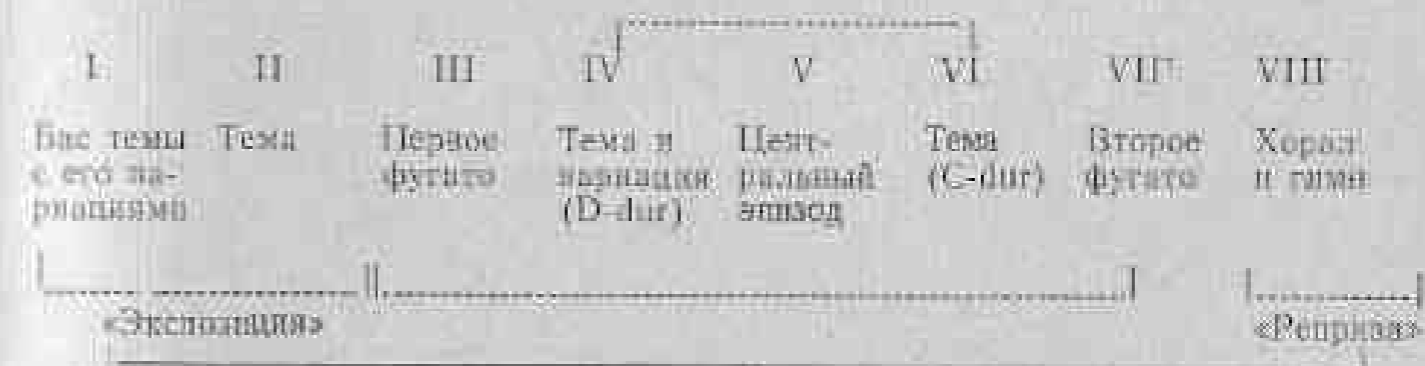 I II III IV V VI VII VIII
Бас темы Тема Первое Тема и Цент- Тема Второе Хорал
с его ва- фугато вариация ральный (C-dur) фугато и гимн
риациями (D-dur) эпизод
«Экспозиция» «Реприза»